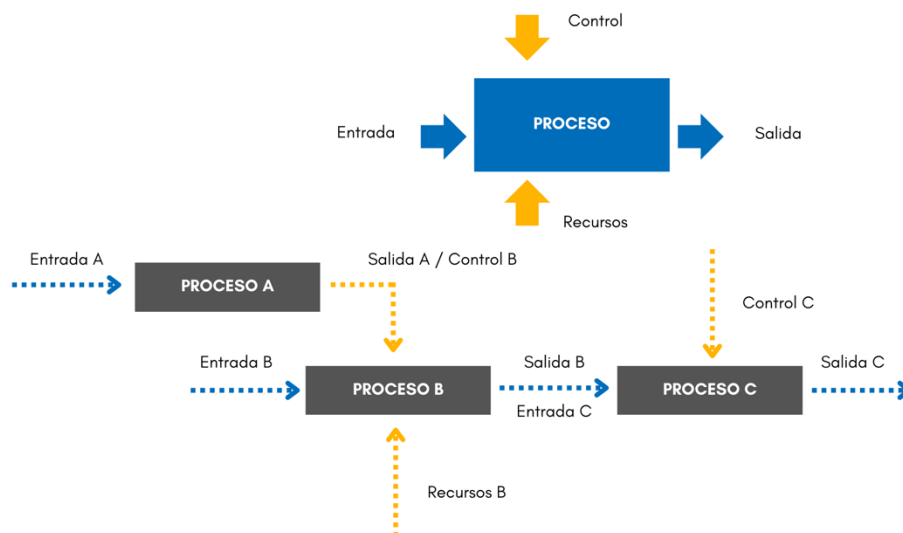 Control
Entrada
PROCESO
Salida
Recursos
Entrada A
PROCESO A
Salida A / Control B
Control C
Entrada B
PROCESO B
Salida B
Entrada C
PROCESO C
Salida C
Recursos B